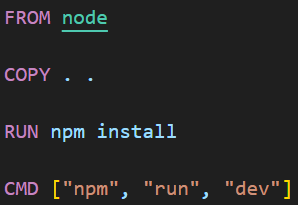 FROM node
COPY . .
RUN npm install
CMD ["npm", "run", "dev"]